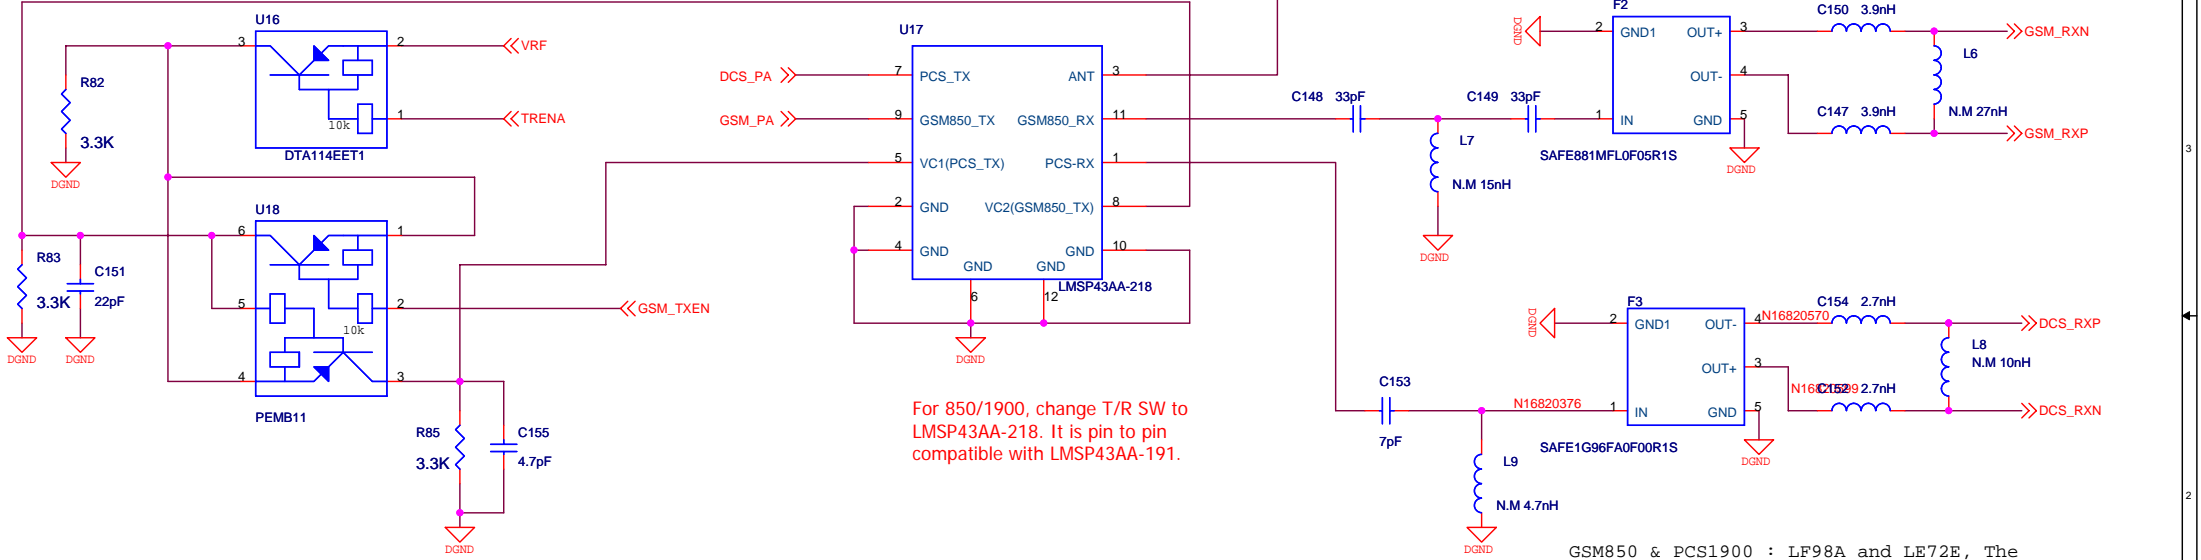 U16
3
2
VRF
R82
3.3K
DGND
10k
1
TRENA
DTA114EET1
U18
6
1
R83
3.3K
DGND
C151
22pF
DGND
5
2
GSM_TXEN
10k
4
3
PEMB11
R85
3.3K
C155
4.7pF
DGND
U17
DCS_PA
7
PCS_TX
ANT
3
GSM_PA
9
GSM850_TX
GSM850_RX
11
5
VC1(PCS_TX)
PCS-RX
1
2
GND
VC2(GSM850_TX)
8
4
GND
GND
10
GND
GND
6
12
LMSP43AA-218
DGND
For 850/1900, change T/R SW to
LMSP43AA-218. It is pin to pin
compatible with LMSP43AA-191.
C148 33pF
C149 33pF
L7
N.M 15nH
DGND
F2
DGND
2
GND1
OUT+
3
OUT-
4
1
IN
GND
5
SAFE881MFL0F05R1S
DGND
C150 3.9nH
GSM_RXN
L6
N.M 27nH
C147 3.9nH
GSM_RXP
C153
7pF
N16820376
L9
N.M 4.7nH
DGND
F3
DGND
2
GND1
OUT-
4
N16820570
OUT+
3
1
IN
GND
5
SAFE1G96FA0F00R1S
DGND
C154 2.7nH
DCS_RXP
L8
N.M 10nH
C152 2.7nH
DCS_RXN
GSM850 & PCS1900 : LF98A and LE72E, The
3
2